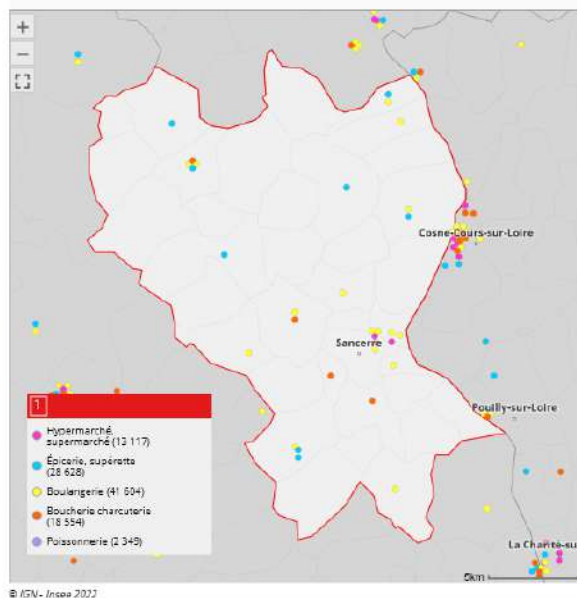 +
−
Cosne-Cours-sur-Loire
Sancerre
Pouilly-sur-Loire
1
Hypermarché,
supermarché (13 117)
Épicerie, supérette
(28 628)
Boulangerie (41 604)
Boucherie charcuterie
(18 554)
Poissonnerie (2 349)
La Charité-su
5km
© IGN - Insee 2022